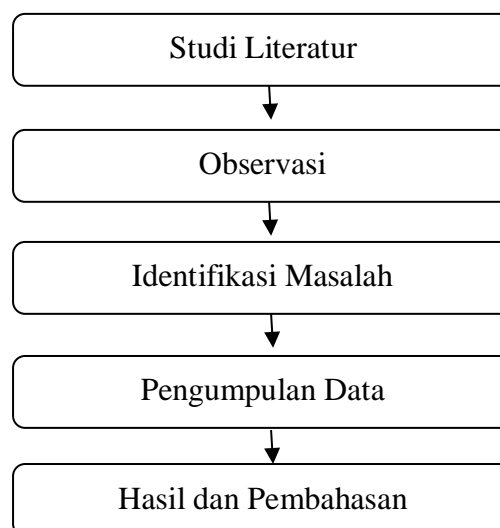 Studi Literatur
Observasi
Identifikasi Masalah
Pengumpulan Data
Hasil dan Pembahasan